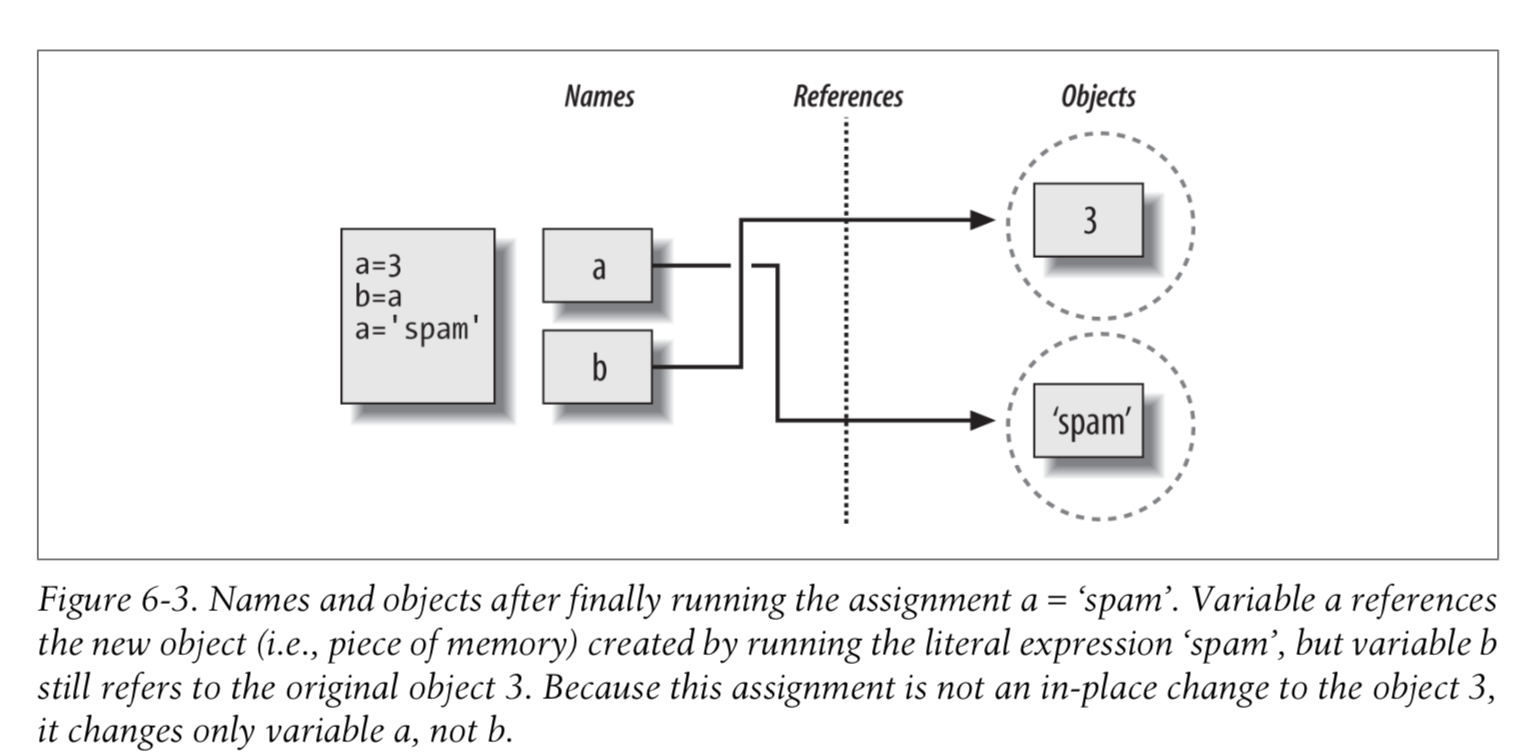 Names References Objects
3
a=3
b=a
a='spam'
a
b
‘spam’
Figure 6-3. Names and objects after finally running the assignment a = ‘spam’. Variable a references
the new object (i.e., piece of memory) created by running the literal expression ‘spam’, but variable b
still refers to the original object 3. Because this assignment is not an in-place change to the object 3,
it changes only variable a, not b.